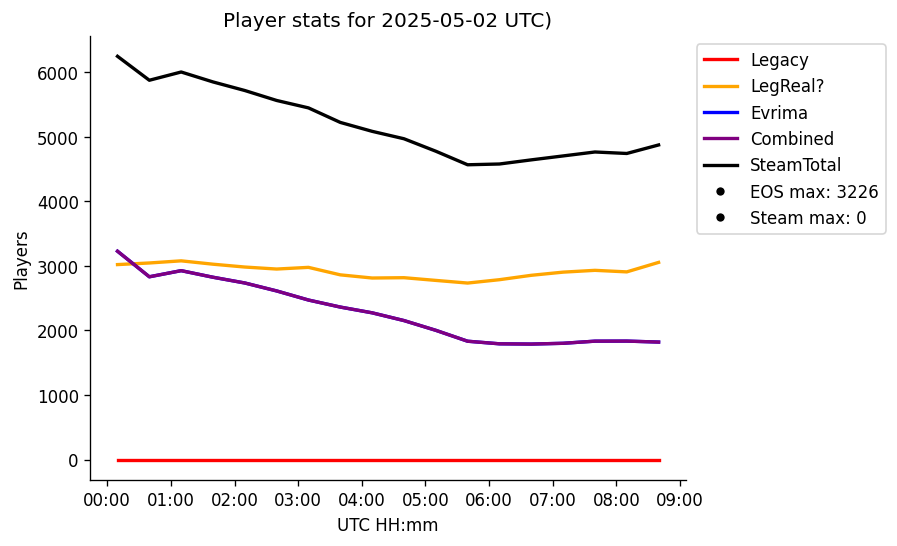 Player stats for 2025-05-02 UTC)
Legacy
LegReal?
Evrima
Combined
SteamTotal
EOS max: 3226
Steam max: 0
Players
6000
5000
4000
3000
2000
1000
0
00:00 01:00 02:00 03:00 04:00 05:00 06:00 07:00 08:00 09:00
UTC HH:mm